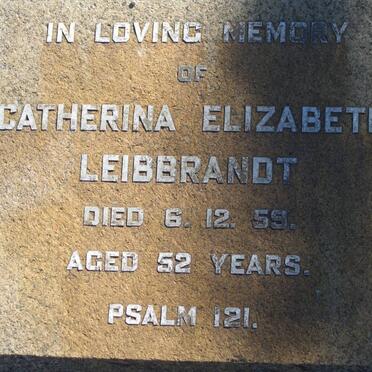 IN LOVING MEMORY
OF
CATHERINA ELIZABETH
LEIBBRANDT
DIED 6. 12. 59.
AGED 52 YEARS.
PSALM 121.